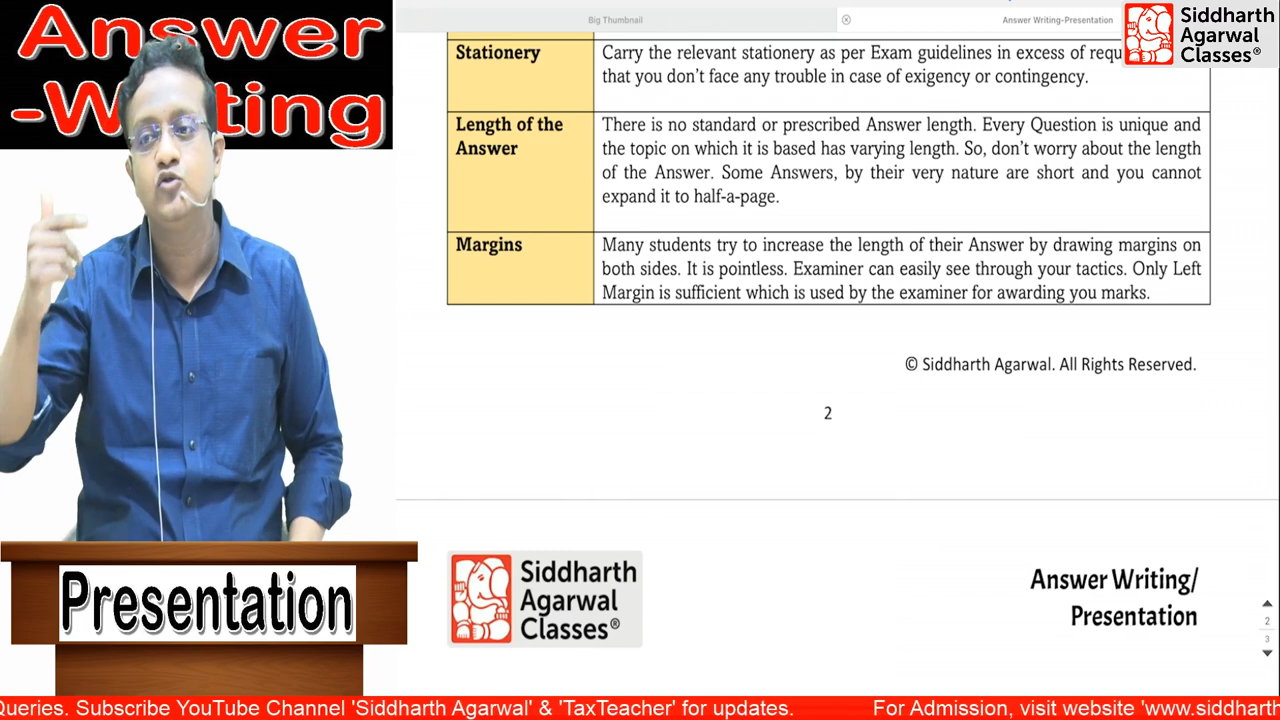 Answer
-Writing
Big Thumbnail
Answer Writing-Presentation
Siddharth
Agarwal
Classes®
Stationery
Carry the relevant stationery as per Exam guidelines in excess of
that you don't face any trouble in case of exigency or contingency.
Length of the
Answer
There is no standard or prescribed Answer length. Every Question is unique and
the topic on which it is based has varying length. So, don't worry about the length
of the Answer. Some Answers, by their very nature are short and you cannot
expand it to half-a-page.
Margins
Many students try to increase the length of their Answer by drawing margins on
both sides. It is pointless. Examiner can easily see through your tactics. Only Left
Margin is sufficient which is used by the examiner for awarding you marks.
© Siddharth Agarwal. All Rights Reserved.
2
Siddharth
Agarwal
Classes®
Answer Writing/
Presentation
2
3
Presentation
Queries. Subscribe YouTube Channel 'Siddharth Agarwal' & 'TaxTeacher' for updates. For Admission, visit website 'www.siddharth